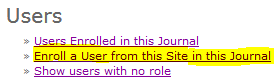 Users
» Users Enrolled in this Journal
» Enroll a User from this Site in this Journal
» Show users with no role